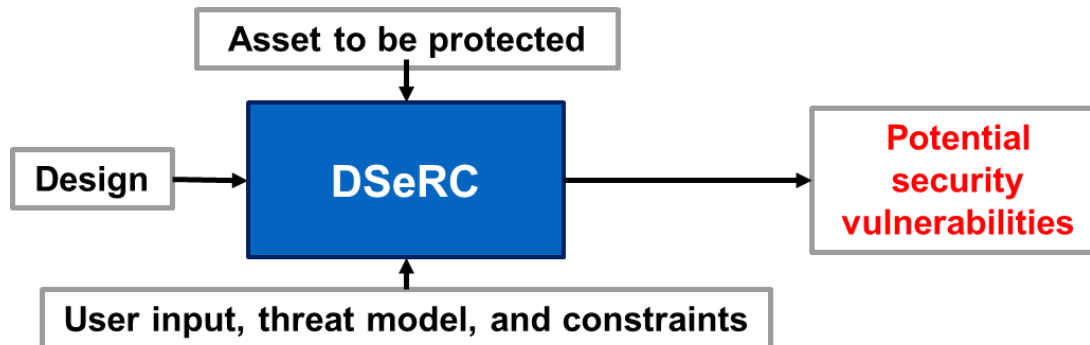 Asset to be protected
Design
DSeRC
Potential
security
vulnerabilities
User input, threat model, and constraints